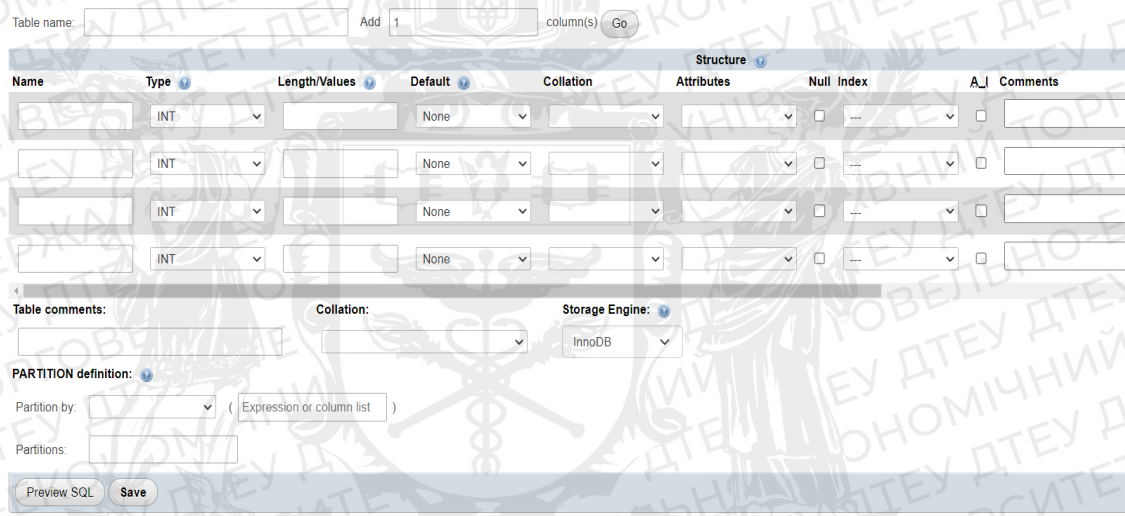 Table name: Add 1 column(s) Go
Structure
Name Type Length/Values Default Collation Attributes Null Index A_I Comments
INT None ---
INT None ---
INT None ---
INT None ---
Table comments: Collation: Storage Engine:
InnoDB
PARTITION definition:
Partition by: ( Expression or column list )
Partitions:
Preview SQL Save